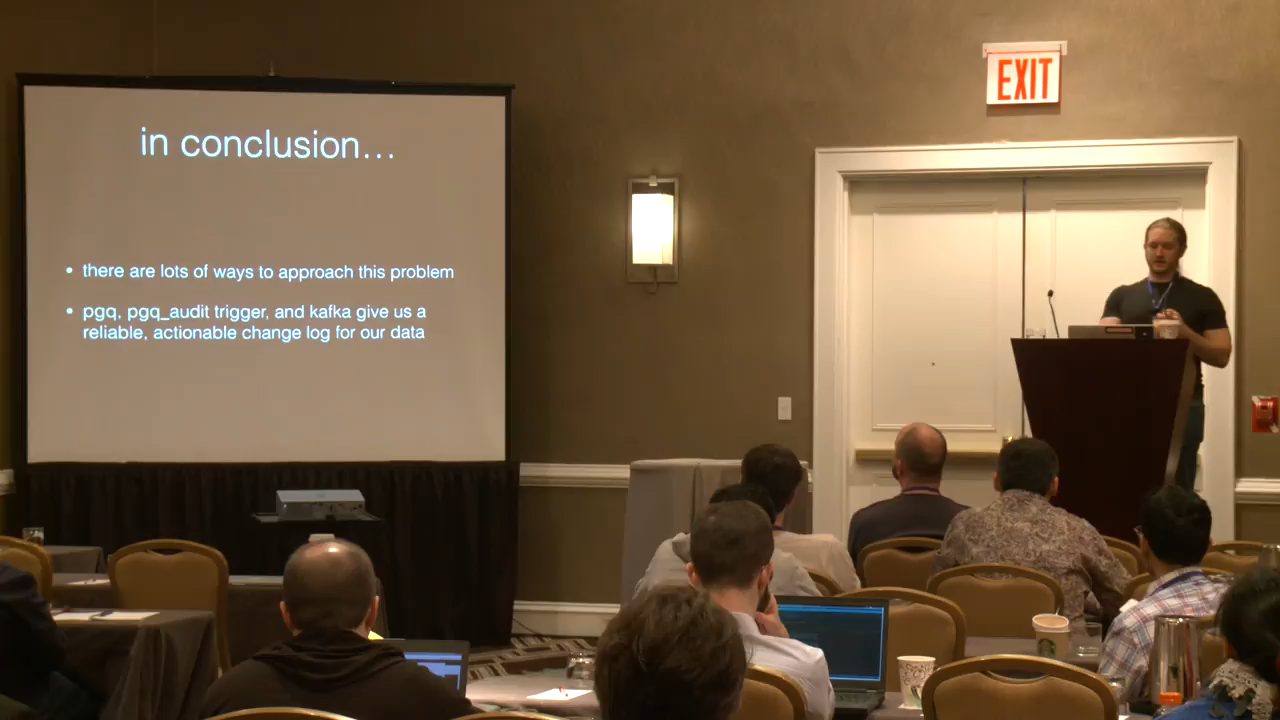 in conclusion...
• there are lots of ways to approach this problem
• pgq, pgq_audit trigger, and kafka give us a
reliable, actionable change log for our data
EXIT